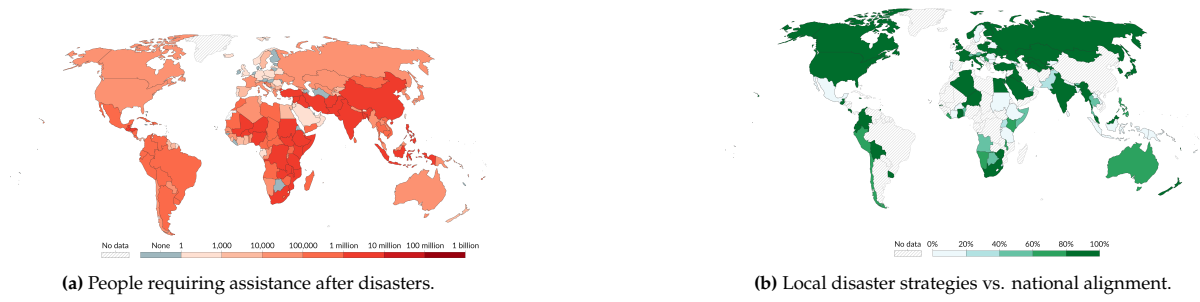 No data None 1 1,000 10,000 100,000 1 million 10 million 100 million 1 billion
(a) People requiring assistance after disasters.
No data 0% 20% 40% 60% 80% 100%
(b) Local disaster strategies vs. national alignment.